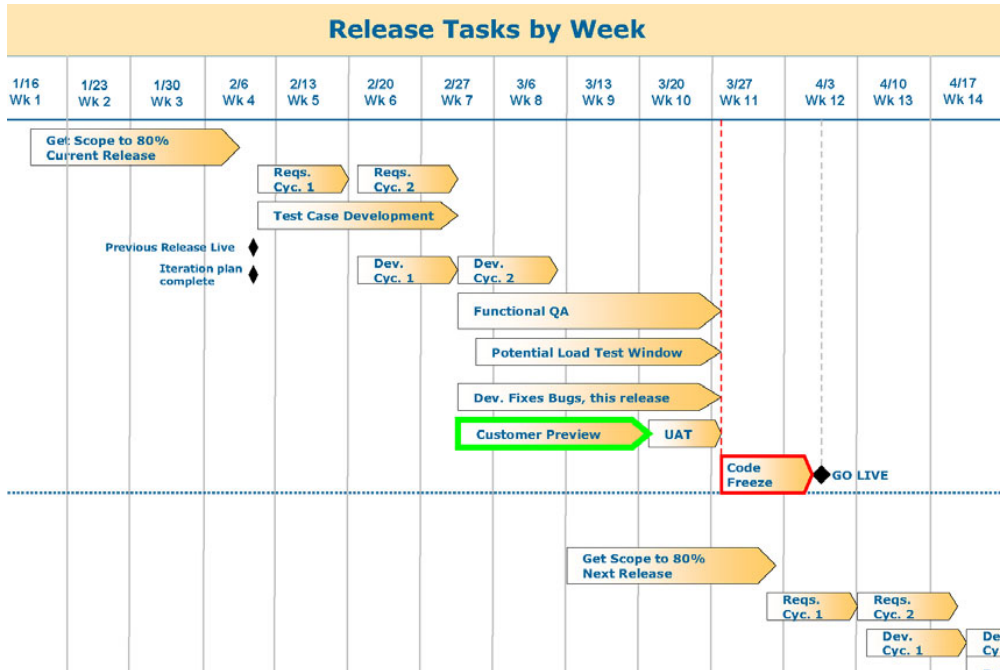 Release Tasks by Week
1/16 1/23 1/30 2/6 2/13 2/20 2/27 3/6 3/13 3/20 3/27 4/3 4/10 4/17
Wk 1 Wk 2 Wk 3 Wk 4 Wk 5 Wk 6 Wk 7 Wk 8 Wk 9 Wk 10 Wk 11 Wk 12 Wk 13 Wk 14
Get Scope to 80%
Current Release
Reqs.
Cyc. 1
Reqs.
Cyc. 2
Test Case Development
Previous Release Live
Iteration plan
complete
Dev.
Cyc. 1
Dev.
Cyc. 2
Functional QA
Potential Load Test Window
Dev. Fixes Bugs, this release
Customer Preview
UAT
Code
Freeze
GO LIVE
Get Scope to 80%
Next Release
Reqs.
Cyc. 1
Reqs.
Cyc. 2
Dev.
Cyc. 1